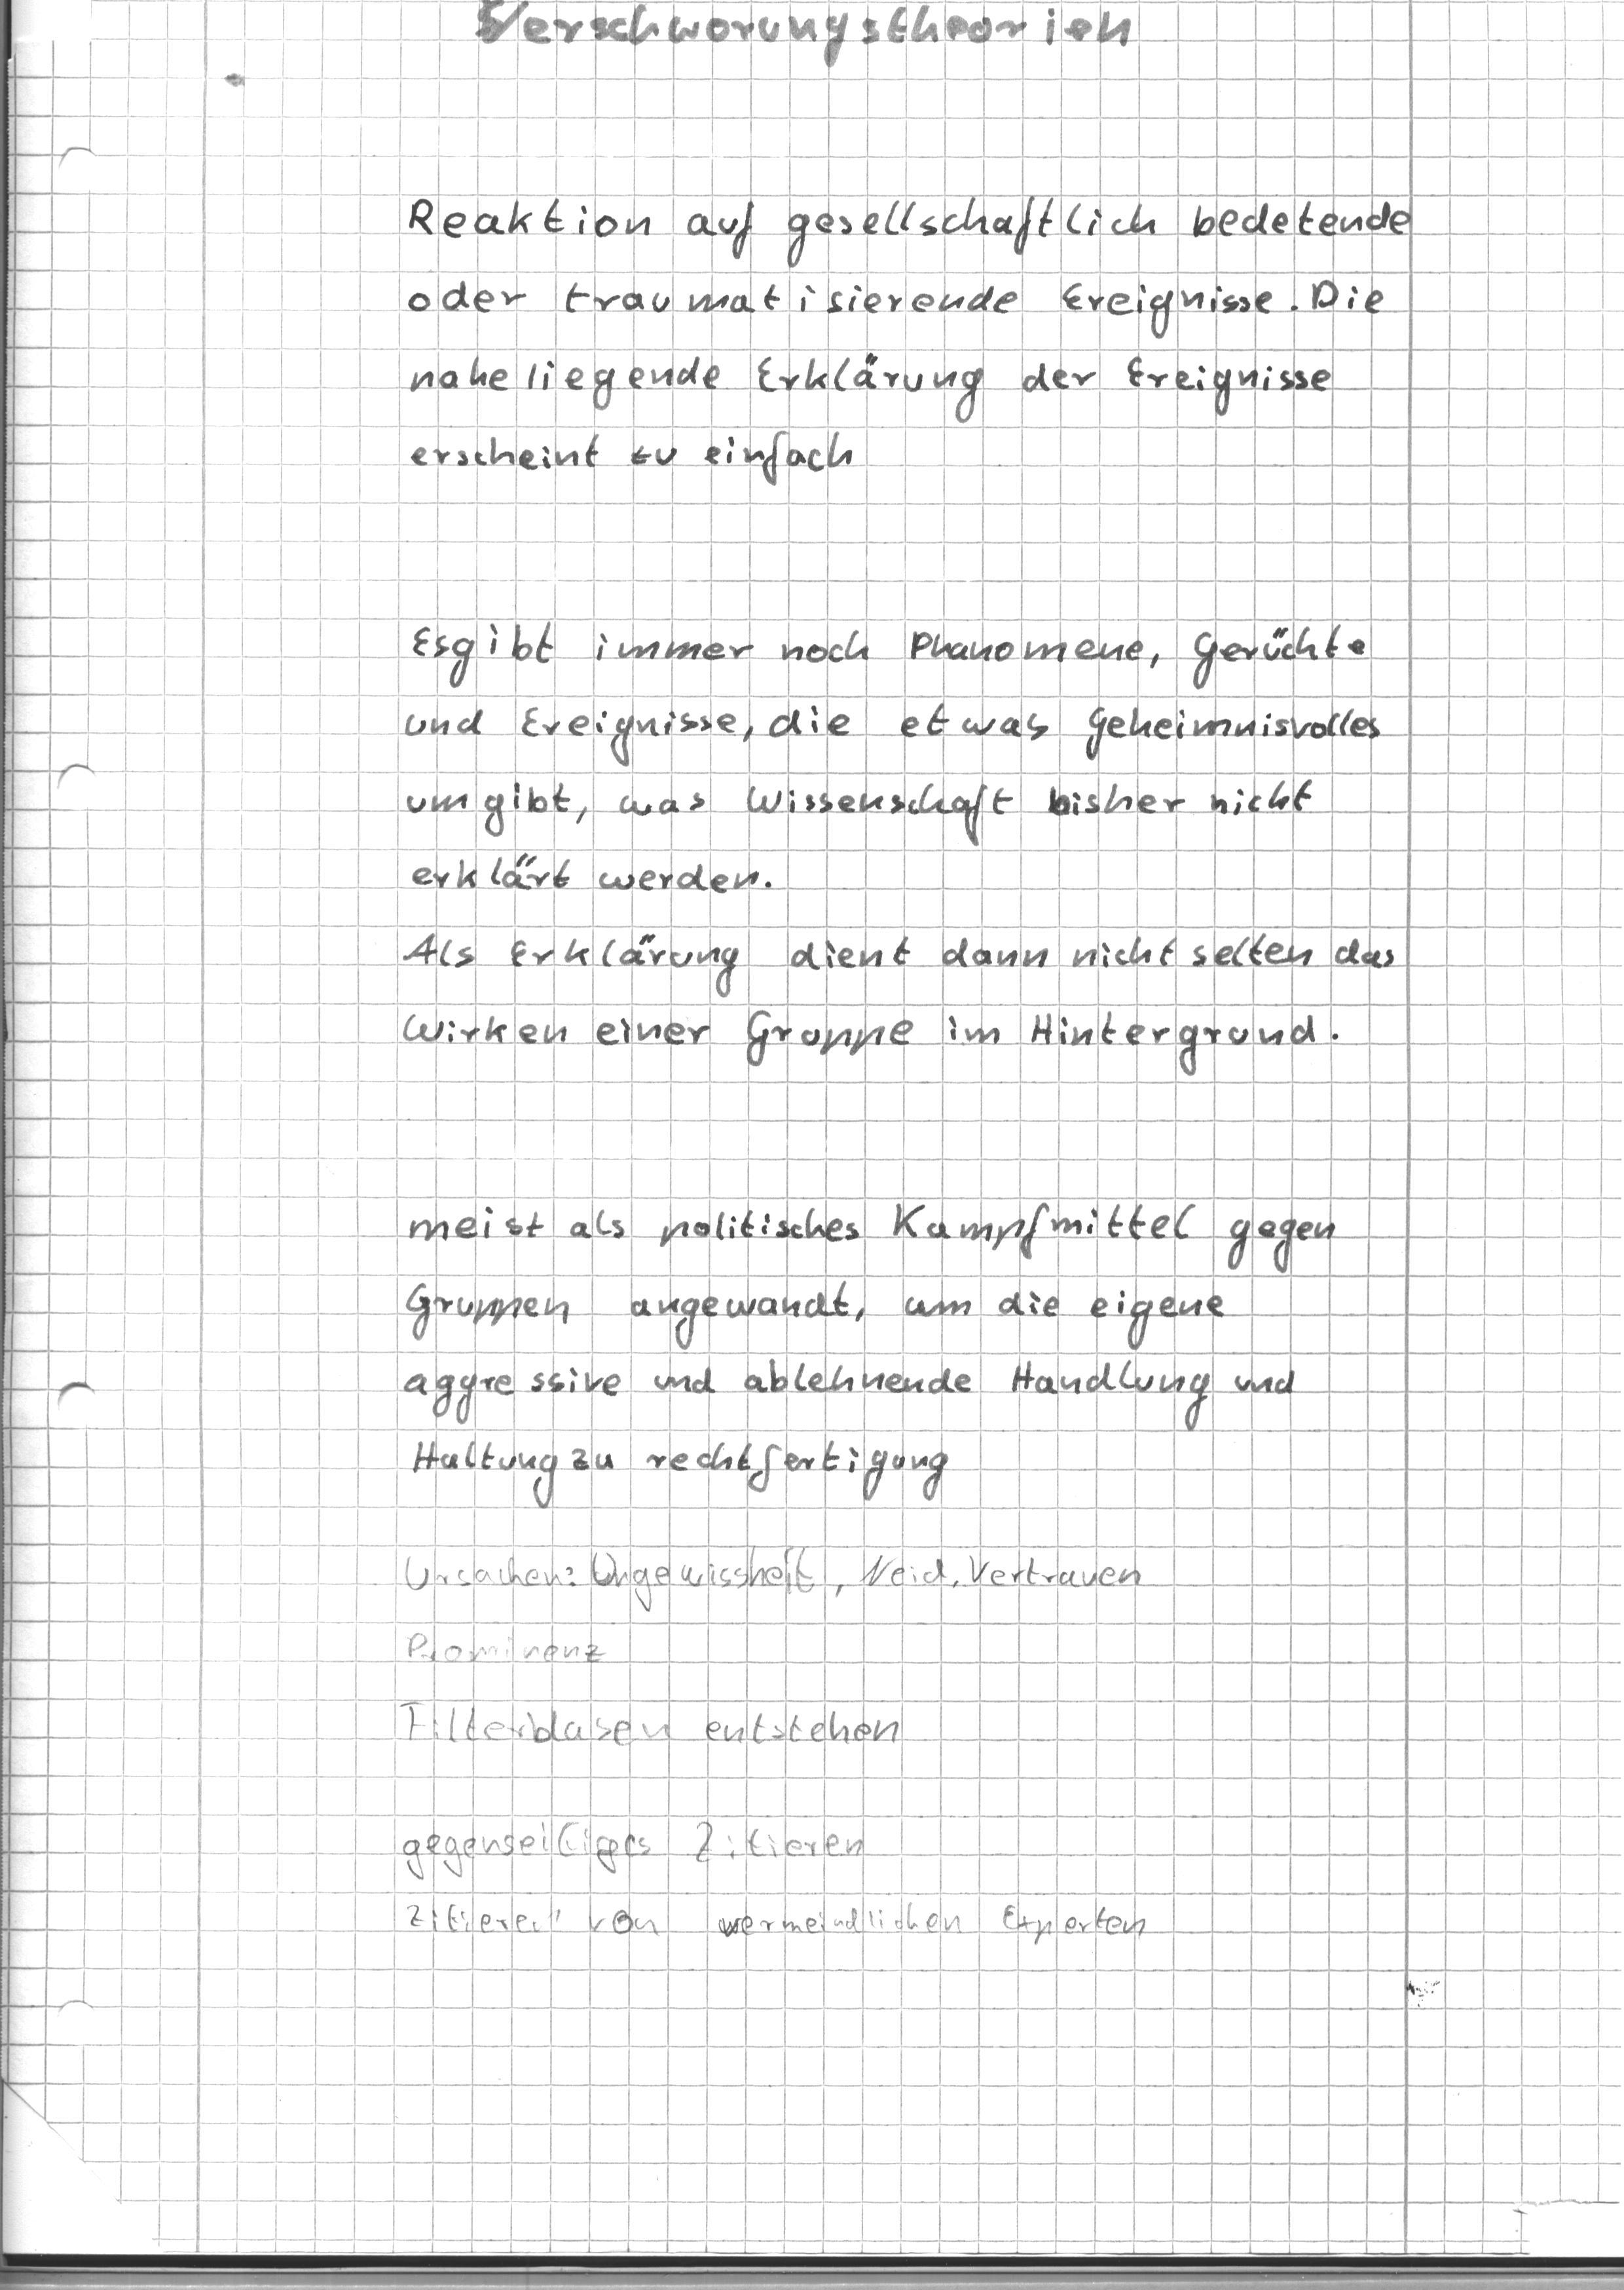 Verschworungstheorien
Reaktion auf gesellschaftlich bedetende
oder traumatisierende Ereignisse. Die
naheliegende Erklärung der Ereignisse
erscheint zu einfach
Esgibt immer noch Phanomene, Gerüchte
und Ereignisse, die etwas Geheimnisvolles
umgibt, was Wissenschaft bisher nicht
erklärt werden.
Als Erklärung dient dann nicht selten das
Wirken einer Gruppe im Hintergrund.
meist als politisches Kampfmittel gegen
Gruppen angewandt, um die eigene
aggressive und ablehnende Handlung und
Haltung zu rechtfertigung
Ursachen: Ungewissheit, Neid, Vertrauen
Prominenz
Filterblasen entstehen
gegenseitiges Zitieren
Zitieren von vermeindlichen Experten